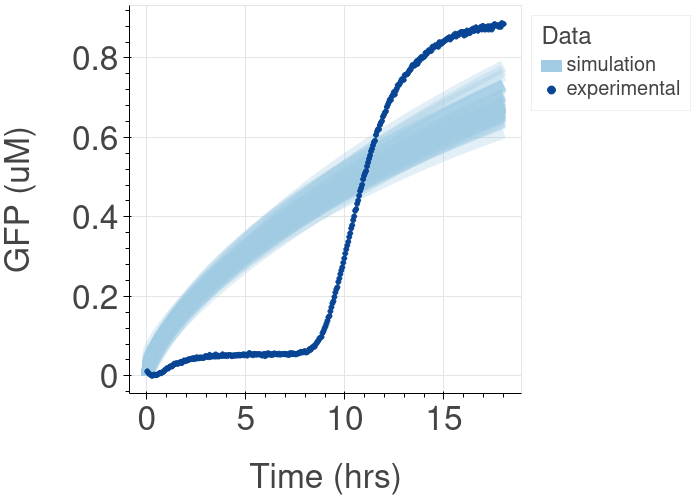 GFP (uM)
0.8
0.6
0.4
0.2
0
0 5 10 15
Time (hrs)
Data
simulation
experimental